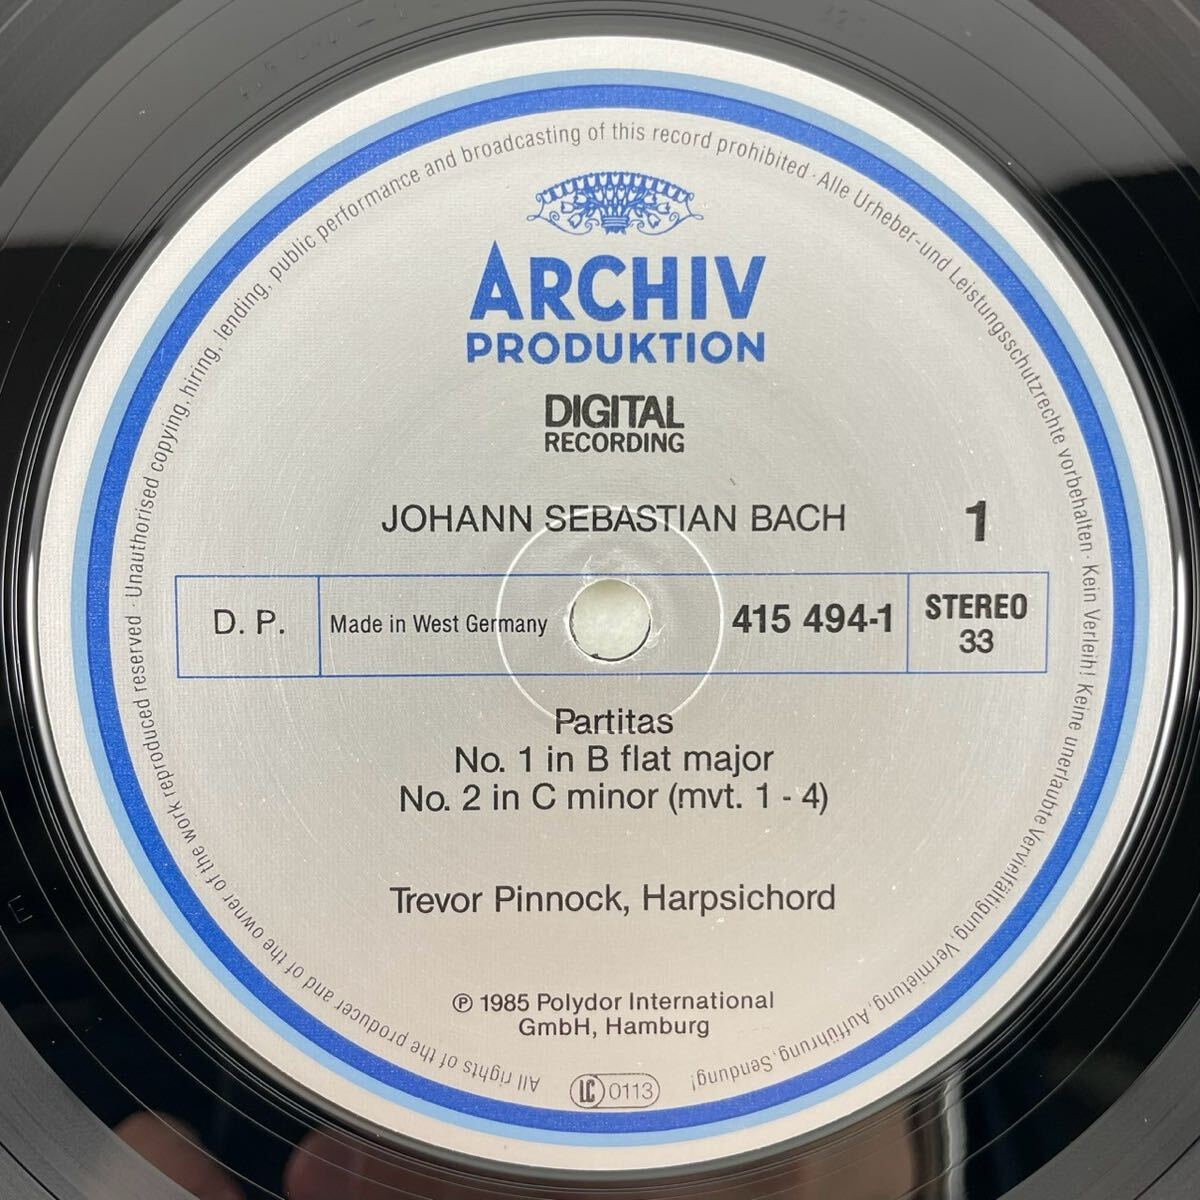 ARCHIV
PRODUKTION
DIGITAL
RECORDING
JOHANN SEBASTIAN BACH
1
D. P.
Made in West Germany
415 494-1
STEREO
33
Partitas
No. 1 in B flat major
No. 2 in C minor (mvt. 1 - 4)
Trevor Pinnock, Harpsichord
℗ 1985 Polydor International
GmbH, Hamburg
LC 0113
All rights of the producer and of the owner of the work reproduced reserved · Unauthorised copying, hiring, lending, public performance and broadcasting of this record prohibited · Alle Urheber- und Leistungsschutzrechte vorbehalten · Kein Verleih! Keine unerlaubte Vervielfältigung, Vermietung, Aufführung, Sendung!
E